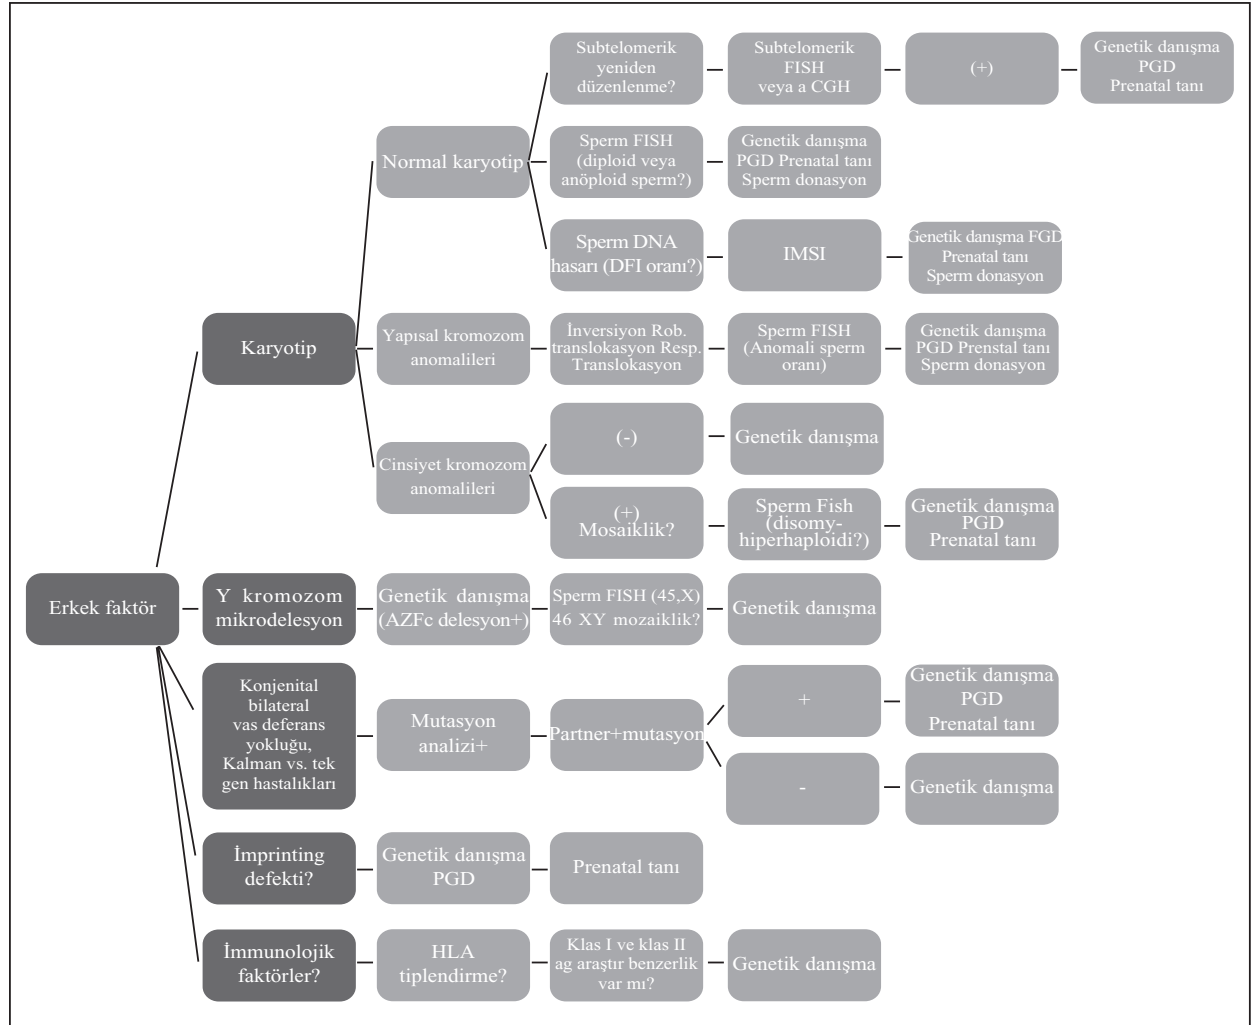 Erkek faktör
Karyotip
Normal karyotip
Subtelomerik
yeniden
düzenlenme?
Subtelomerik
FISH
veya a CGH
(+)
Genetik danışma
PGD
Prenatal tanı
Sperm FISH
(diploid veya
anöploid sperm?)
Genetik danışma
PGD Prenatal tanı
Sperm donasyon
Sperm DNA
hasarı (DFI oranı?)
IMSI
Genetik danışma FGD
Prenatal tanı
Sperm donasyon
Yapısal kromozom
anomalileri
İnversiyon Rob.
translokasyon Resp.
Translokasyon
Sperm FISH
(Anomali sperm
oranı)
Genetik danışma
PGD Prenstal tanı
Sperm donasyon
Cinsiyet kromozom
anomalileri
(-)
Genetik danışma
(+)
Mosaiklik?
Sperm Fish
(disomy-
hiperhaploidi?)
Genetik danışma
PGD
Prenatal tanı
Y kromozom
mikrodelesyon
Genetik danışma
(AZFc delesyon+)
Sperm FISH (45,X)
46 XY mozaiklik?
Genetik danışma
Konjenital
bilateral
vas deferans
yokluğu,
Kalman vs. tek
gen hastalıkları
Mutasyon
analizi+
Partner+mutasyon
+
Genetik danışma
PGD
Prenatal tanı
-
Genetik danışma
İmprinting
defekti?
Genetik danışma
PGD
Prenatal tanı
İmmunolojik
faktörler?
HLA
tiplendirme?
Klas I ve klas II
ag araştır benzerlik
var mı?
Genetik danışma